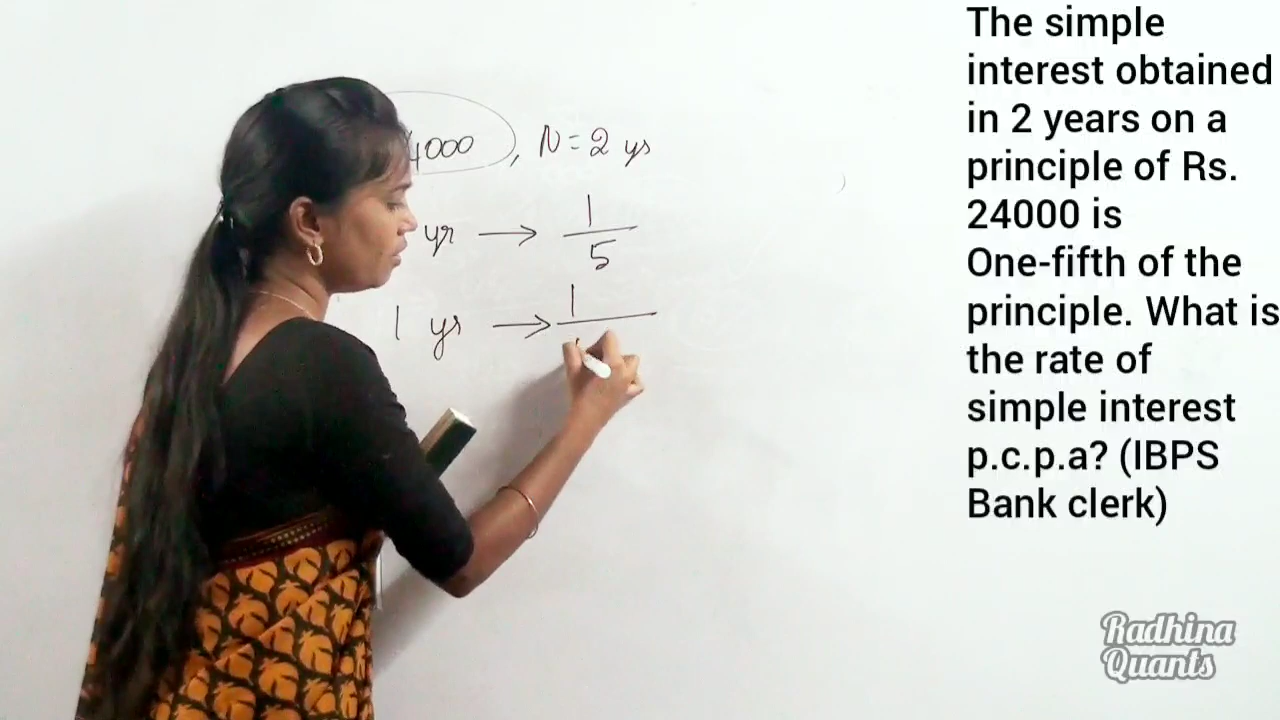 4000 , N = 2 ys
yr → 1/5
1 ys → 1
The simple
interest obtained
in 2 years on a
principle of Rs.
24000 is
One-fifth of the
principle. What is
the rate of
simple interest
p.c.p.a? (IBPS
Bank clerk)
Radhina
Quants